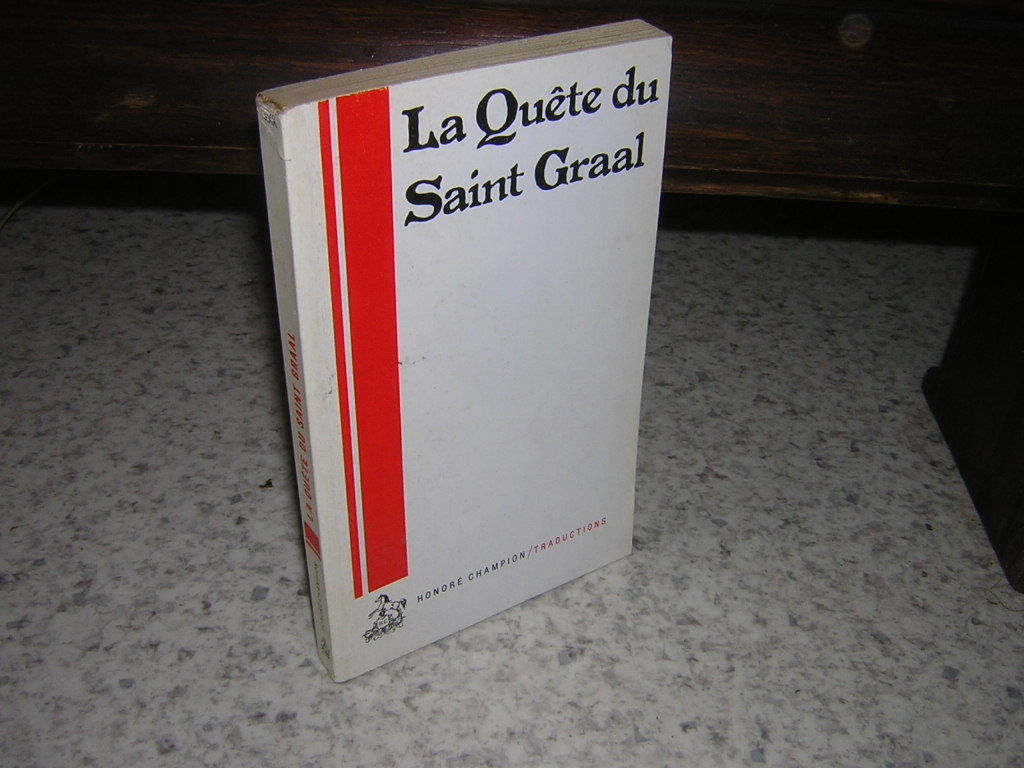 La Quête du
Saint Graal
HONORÉ CHAMPION/TRADUCTIONS
LA QUÊTE DU SAINT GRAAL